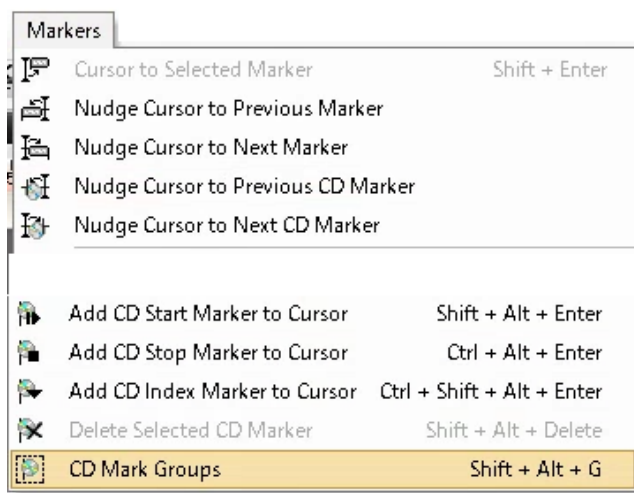 Markers
Cursor to Selected Marker Shift + Enter
Nudge Cursor to Previous Marker
Nudge Cursor to Next Marker
Nudge Cursor to Previous CD Marker
Nudge Cursor to Next CD Marker
Add CD Start Marker to Cursor Shift + Alt + Enter
Add CD Stop Marker to Cursor Ctrl + Alt + Enter
Add CD Index Marker to Cursor Ctrl + Shift + Alt + Enter
Delete Selected CD Marker Shift + Alt + Delete
CD Mark Groups Shift + Alt + G